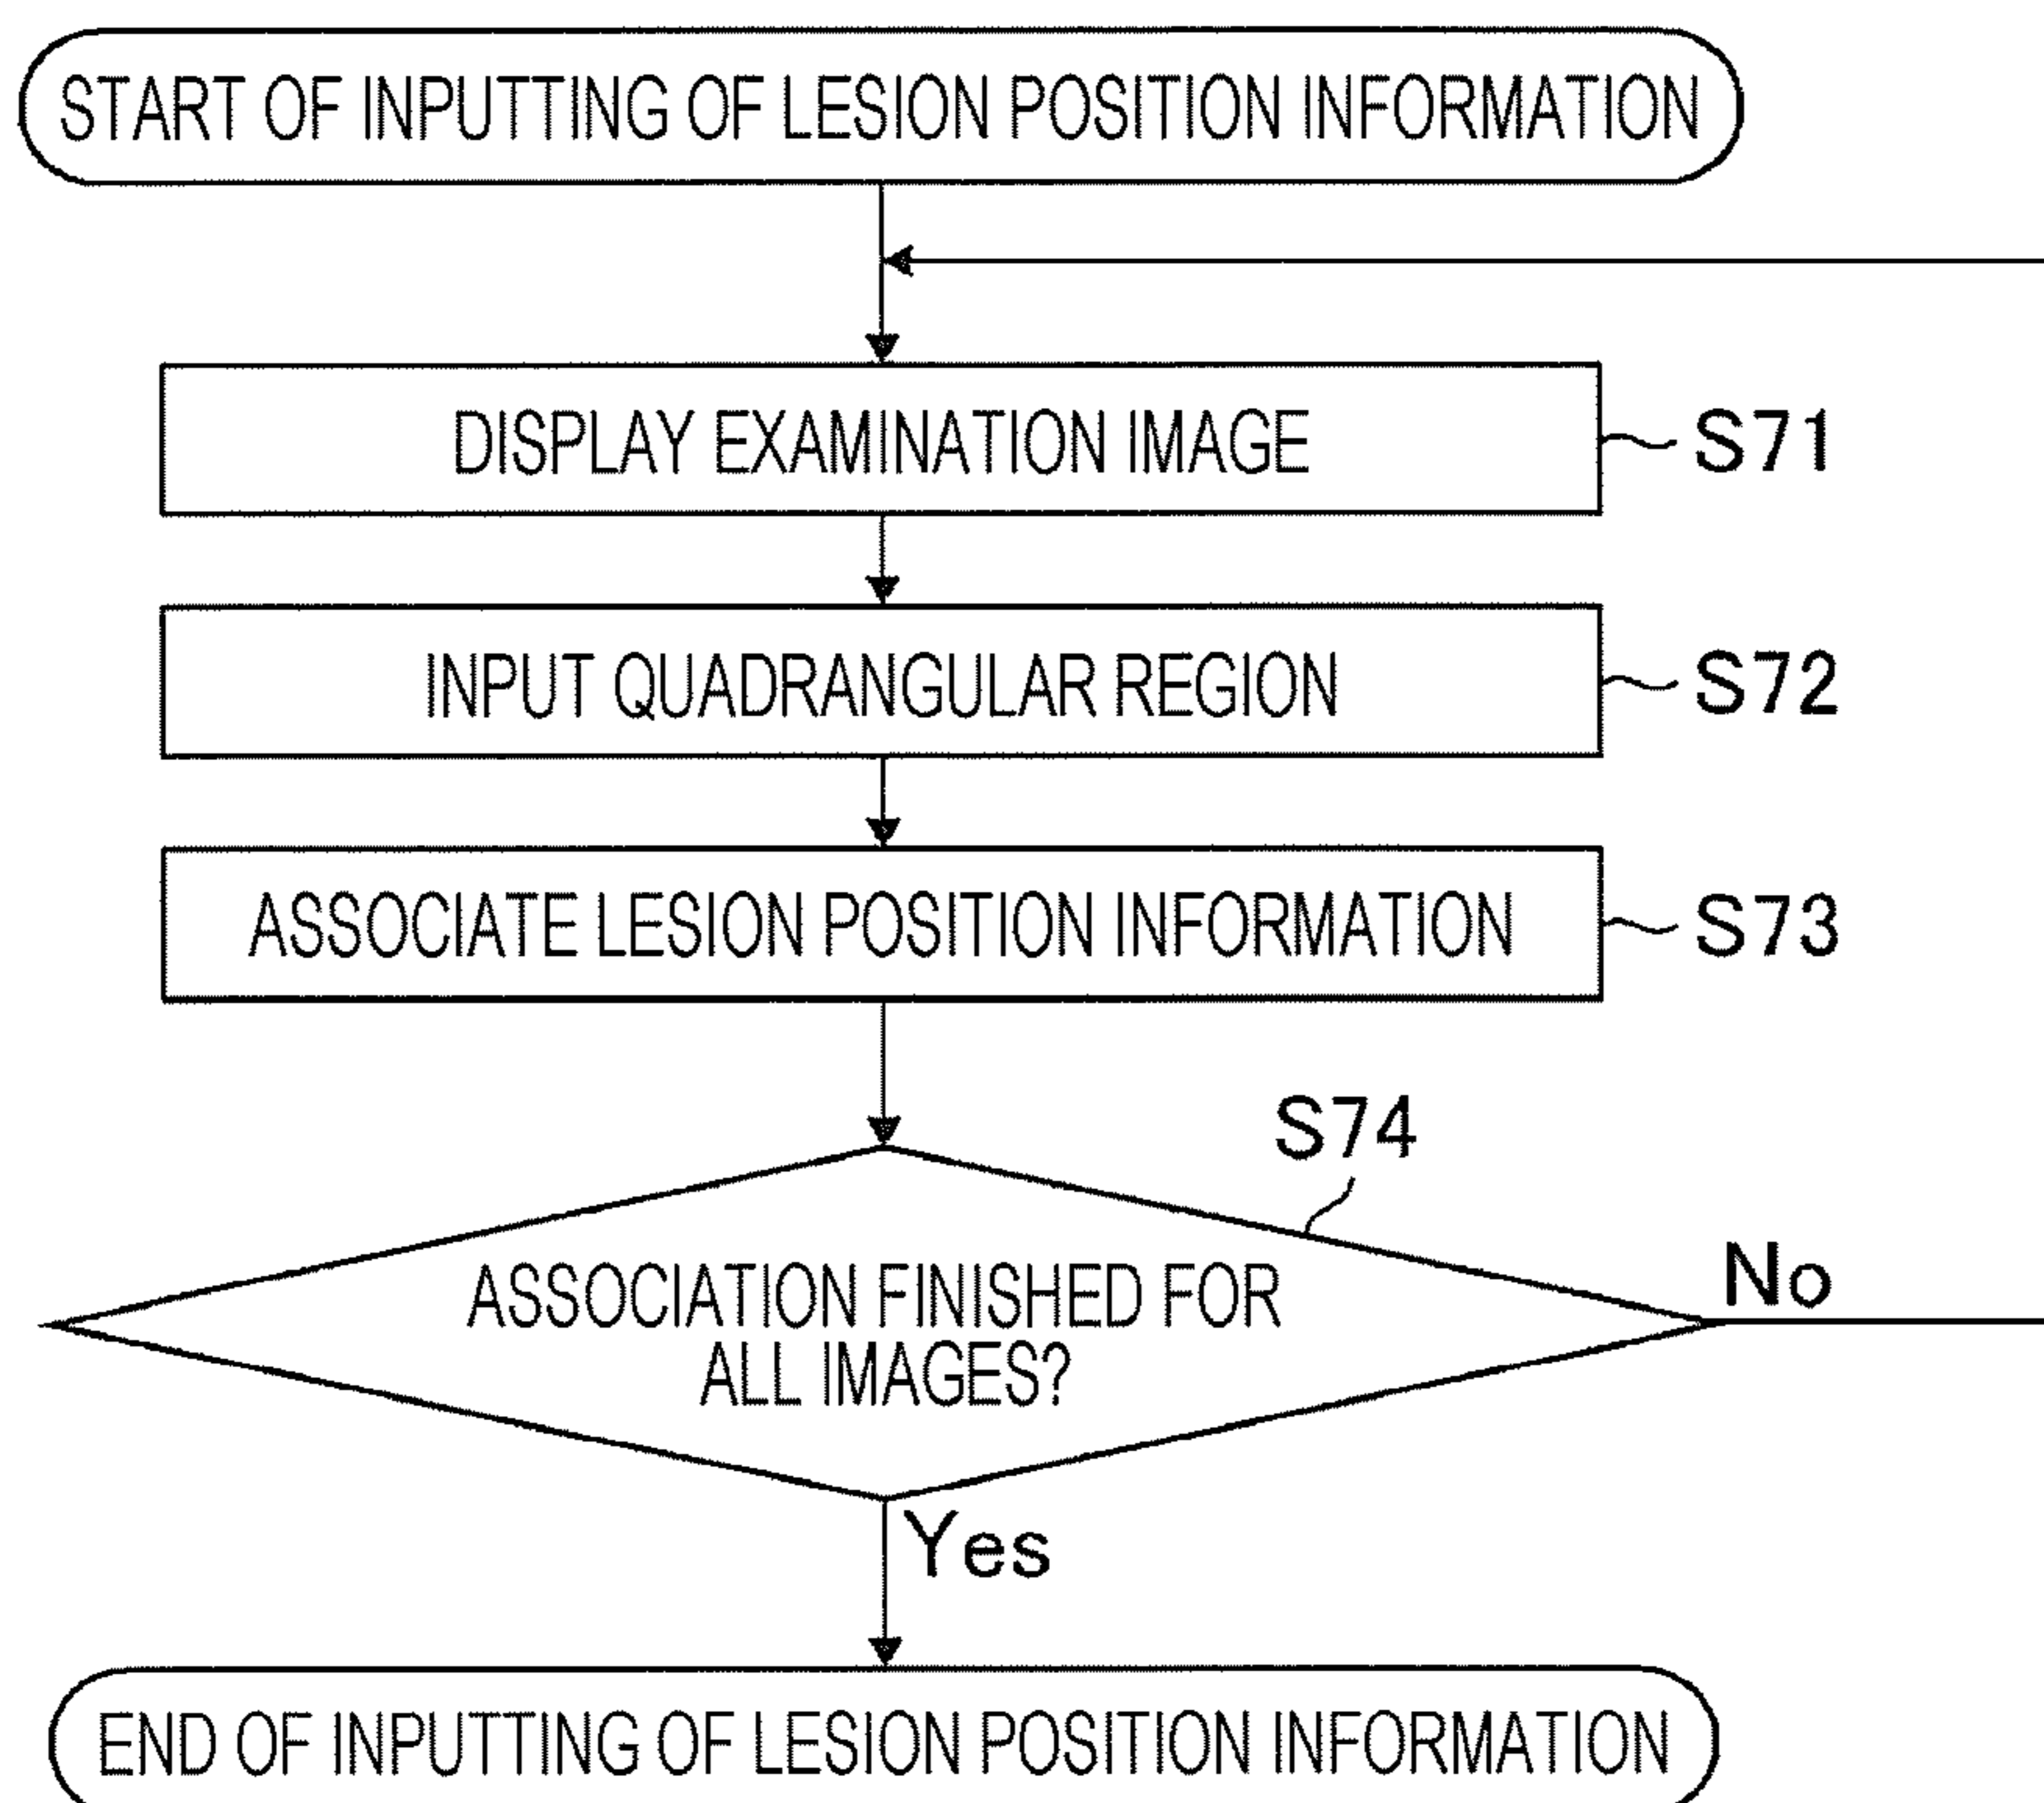 START OF INPUTTING OF LESION POSITION INFORMATION
DISPLAY EXAMINATION IMAGE
S71
INPUT QUADRANGULAR REGION
S72
ASSOCIATE LESION POSITION INFORMATION
S73
S74
ASSOCIATION FINISHED FOR
ALL IMAGES?
No
Yes
END OF INPUTTING OF LESION POSITION INFORMATION